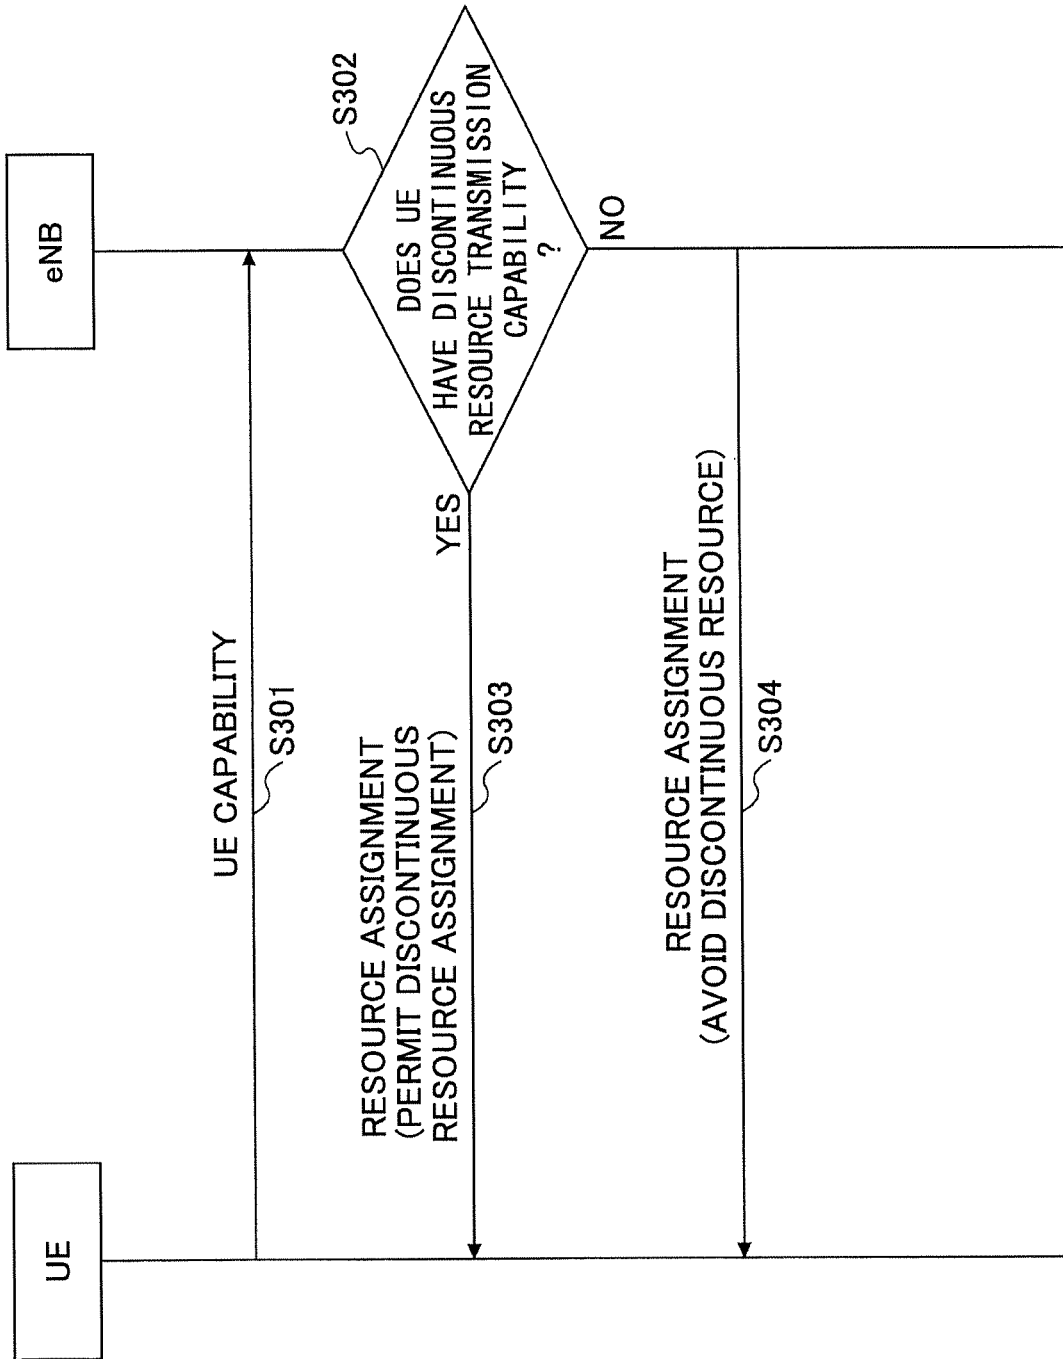 UE
eNB
UE CAPABILITY
S301
DOES UE
HAVE DISCONTINUOUS
RESOURCE TRANSMISSION
CAPABILITY
?
S302
YES
RESOURCE ASSIGNMENT
(PERMIT DISCONTINUOUS
RESOURCE ASSIGNMENT)
S303
NO
RESOURCE ASSIGNMENT
(AVOID DISCONTINUOUS RESOURCE)
S304